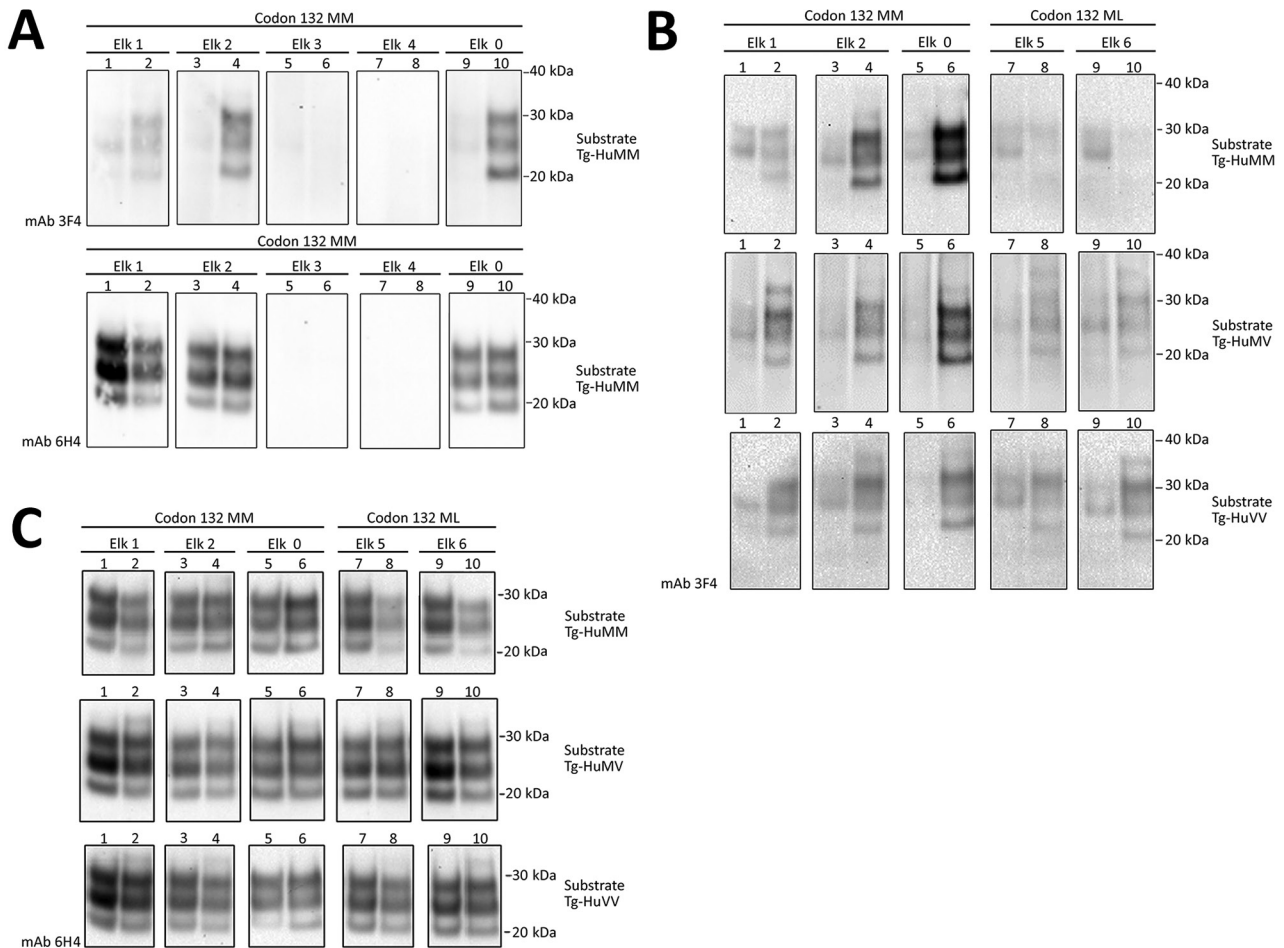 A
Codon 132 MM
Elk 1 Elk 2 Elk 3 Elk 4 Elk 0
1 2 3 4 5 6 7 8 9 10
40 kDa
30 kDa
Substrate
Tg-HuMM
20 kDa
mAb 3F4
Codon 132 MM
Elk 1 Elk 2 Elk 3 Elk 4 Elk 0
1 2 3 4 5 6 7 8 9 10
40 kDa
30 kDa
Substrate
Tg-HuMM
20 kDa
mAb 6H4
B
Codon 132 MM Codon 132 ML
Elk 1 Elk 2 Elk 0 Elk 5 Elk 6
1 2 3 4 5 6 7 8 9 10
40 kDa
30 kDa
Substrate
Tg-HuMM
20 kDa
1 2 3 4 5 6 7 8 9 10
40 kDa
30 kDa
Substrate
Tg-HuMV
20 kDa
1 2 3 4 5 6 7 8 9 10
40 kDa
30 kDa
Substrate
Tg-HuVV
20 kDa
mAb 3F4
C
Codon 132 MM Codon 132 ML
Elk 1 Elk 2 Elk 0 Elk 5 Elk 6
1 2 3 4 5 6 7 8 9 10
30 kDa
Substrate
Tg-HuMM
20 kDa
1 2 3 4 5 6 7 8 9 10
30 kDa
Substrate
Tg-HuMV
20 kDa
1 2 3 4 5 6 7 8 9 10
30 kDa
Substrate
Tg-HuVV
20 kDa
mAb 6H4